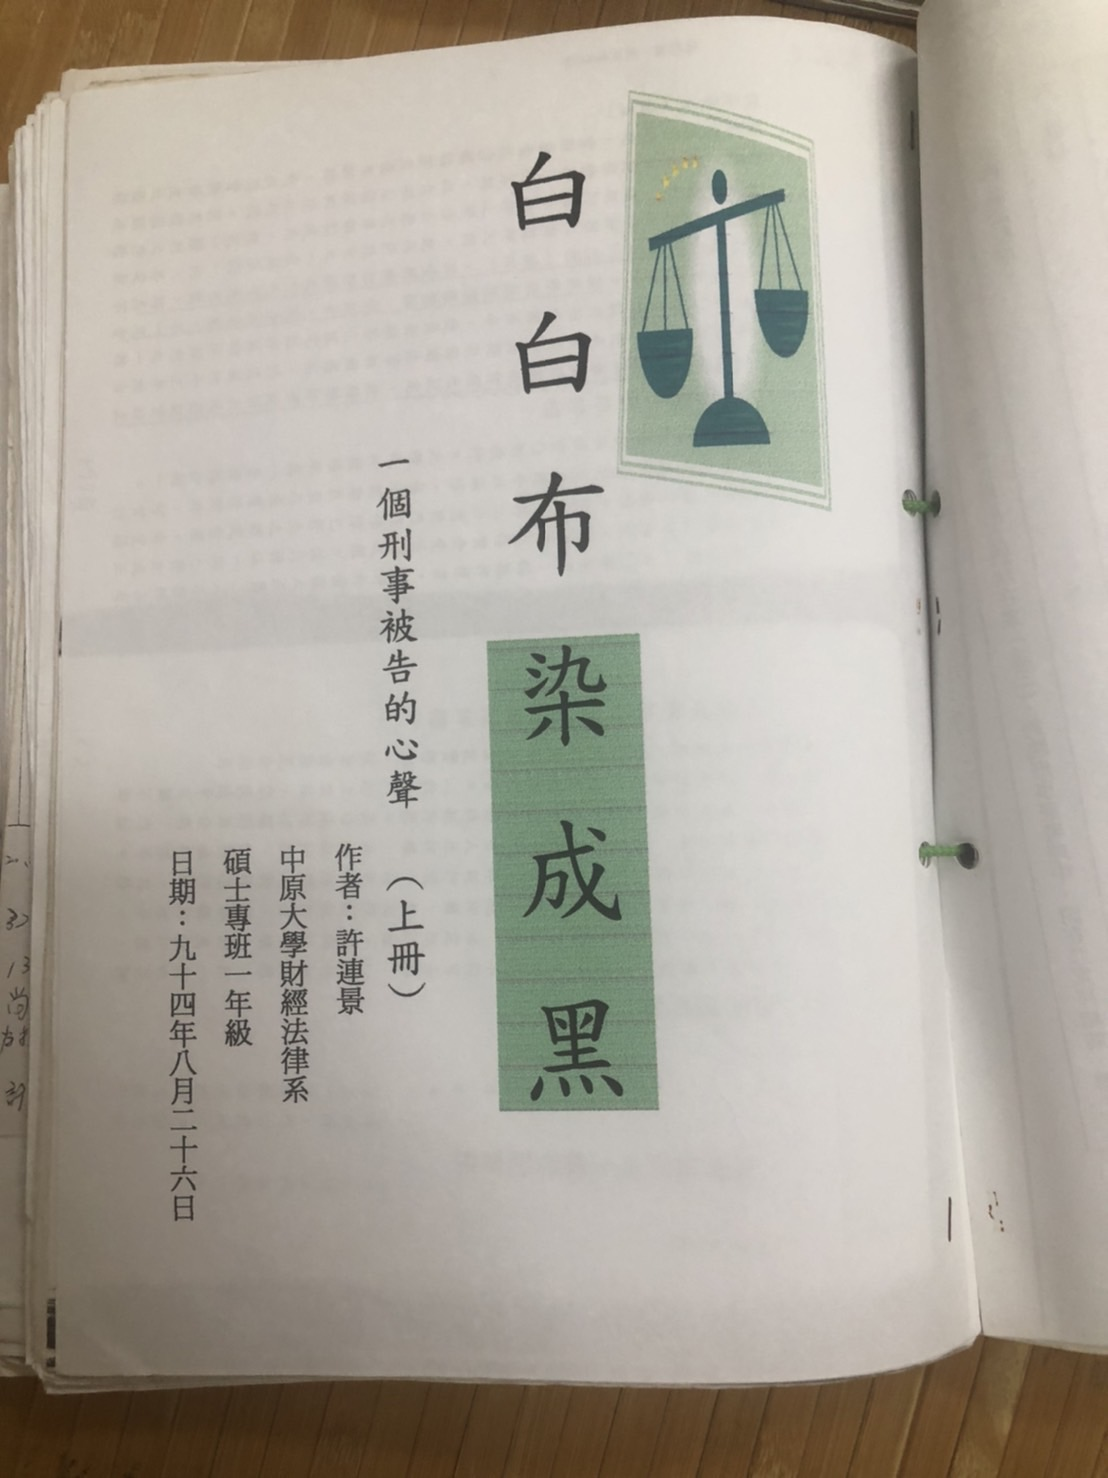 白白布染成黑
一個刑事被告的心聲(上冊)
作者：許連景
中原大學財經法律系
碩士專班一年級
日期：九十四年八月二十六日